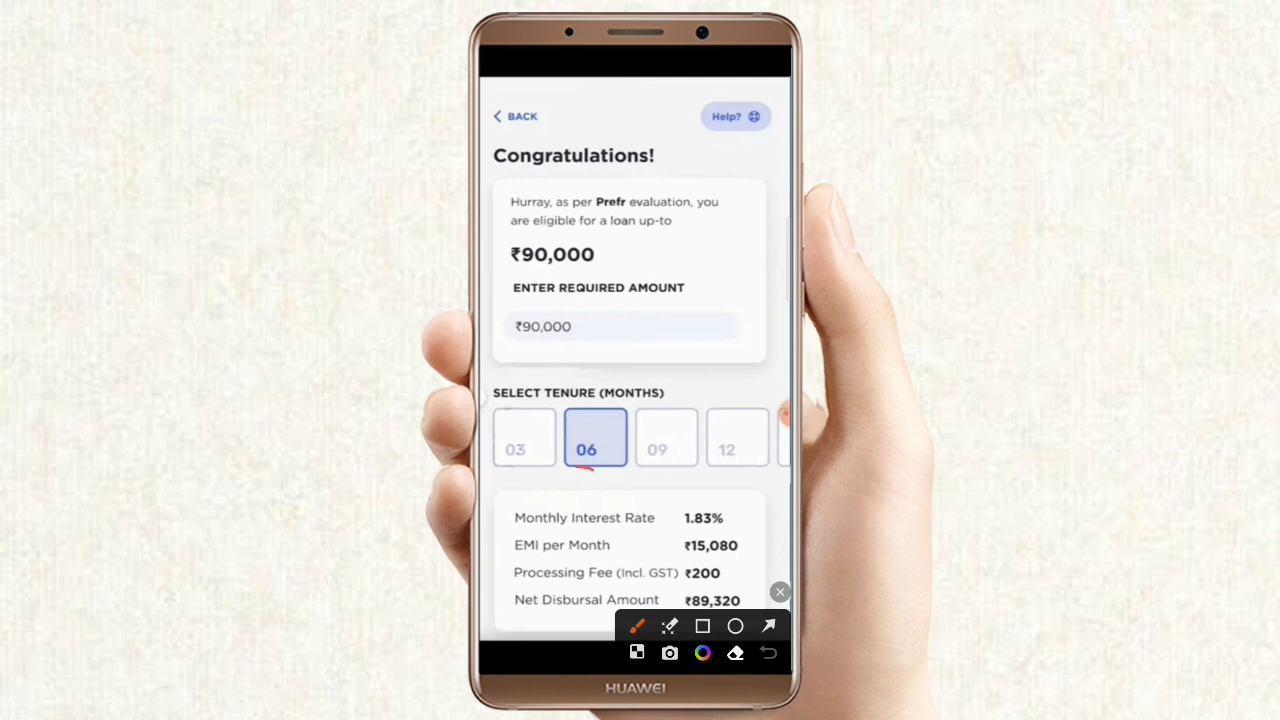 BACK
Help?
Congratulations!
Hurray, as per Prefr evaluation, you
are eligible for a loan up-to
₹90,000
ENTER REQUIRED AMOUNT
₹90,000
SELECT TENURE (MONTHS)
03 06 09 12
Monthly Interest Rate 1.83%
EMI per Month ₹15,080
Processing Fee (Incl. GST) ₹200
Net Disbursal Amount ₹89,320
HUAWEI